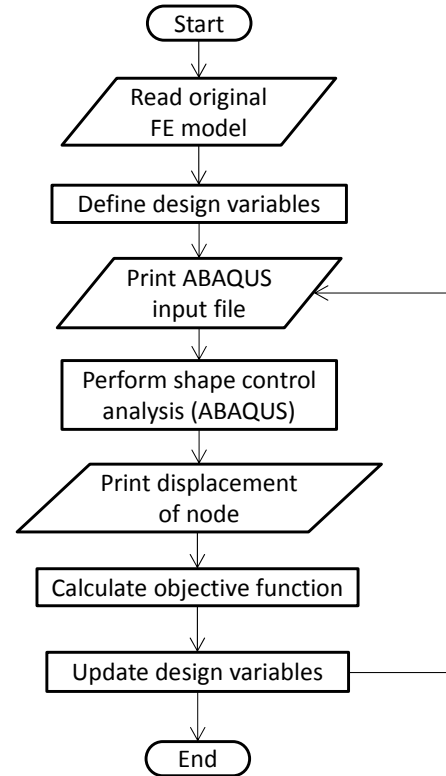 Start
Read original
FE model
Define design variables
Print ABAQUS
input file
Perform shape control
analysis (ABAQUS)
Print displacement
of node
Calculate objective function
Update design variables
End